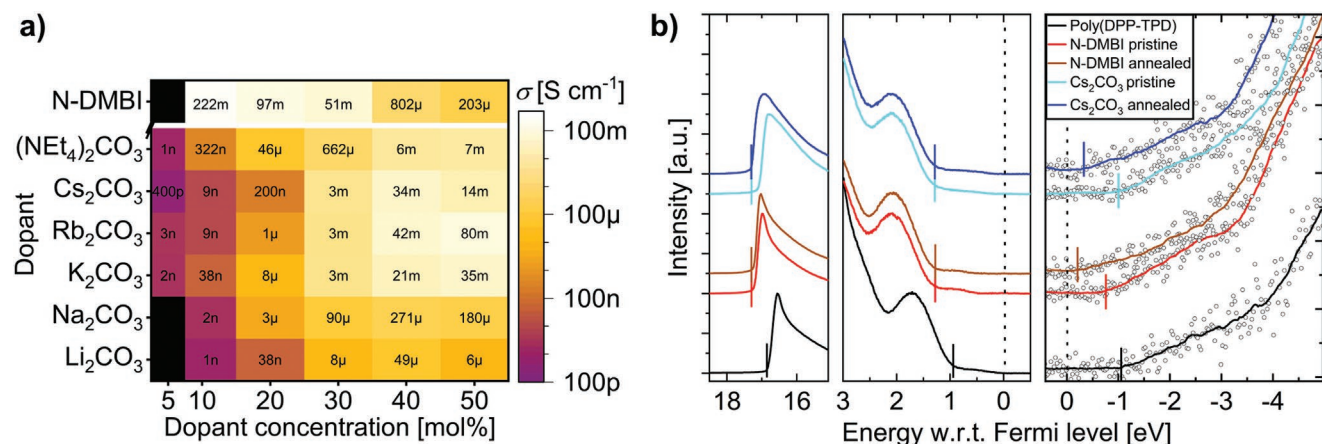 a)
N-DMBI 222m 97m 51m 802µ 203µ
(NEt₄)₂CO₃ 1n 322n 46µ 662µ 6m 7m
Cs₂CO₃ 400p 9n 200n 3m 34m 14m
Rb₂CO₃ 3n 9n 1µ 3m 42m 80m
K₂CO₃ 2n 38n 8µ 3m 21m 35m
Na₂CO₃ 2n 3µ 90µ 271µ 180µ
Li₂CO₃ 1n 38n 8µ 49µ 6µ
Dopant
5 10 20 30 40 50
Dopant concentration [mol%]
σ [S cm⁻¹]
100m
100µ
100n
100p
b)
Intensity [a.u.]
Poly(DPP-TPD)
N-DMBI pristine
N-DMBI annealed
Cs₂CO₃ pristine
Cs₂CO₃ annealed
18 16 3 2 1 0 0 -1 -2 -3 -4
Energy w.r.t. Fermi level [eV]